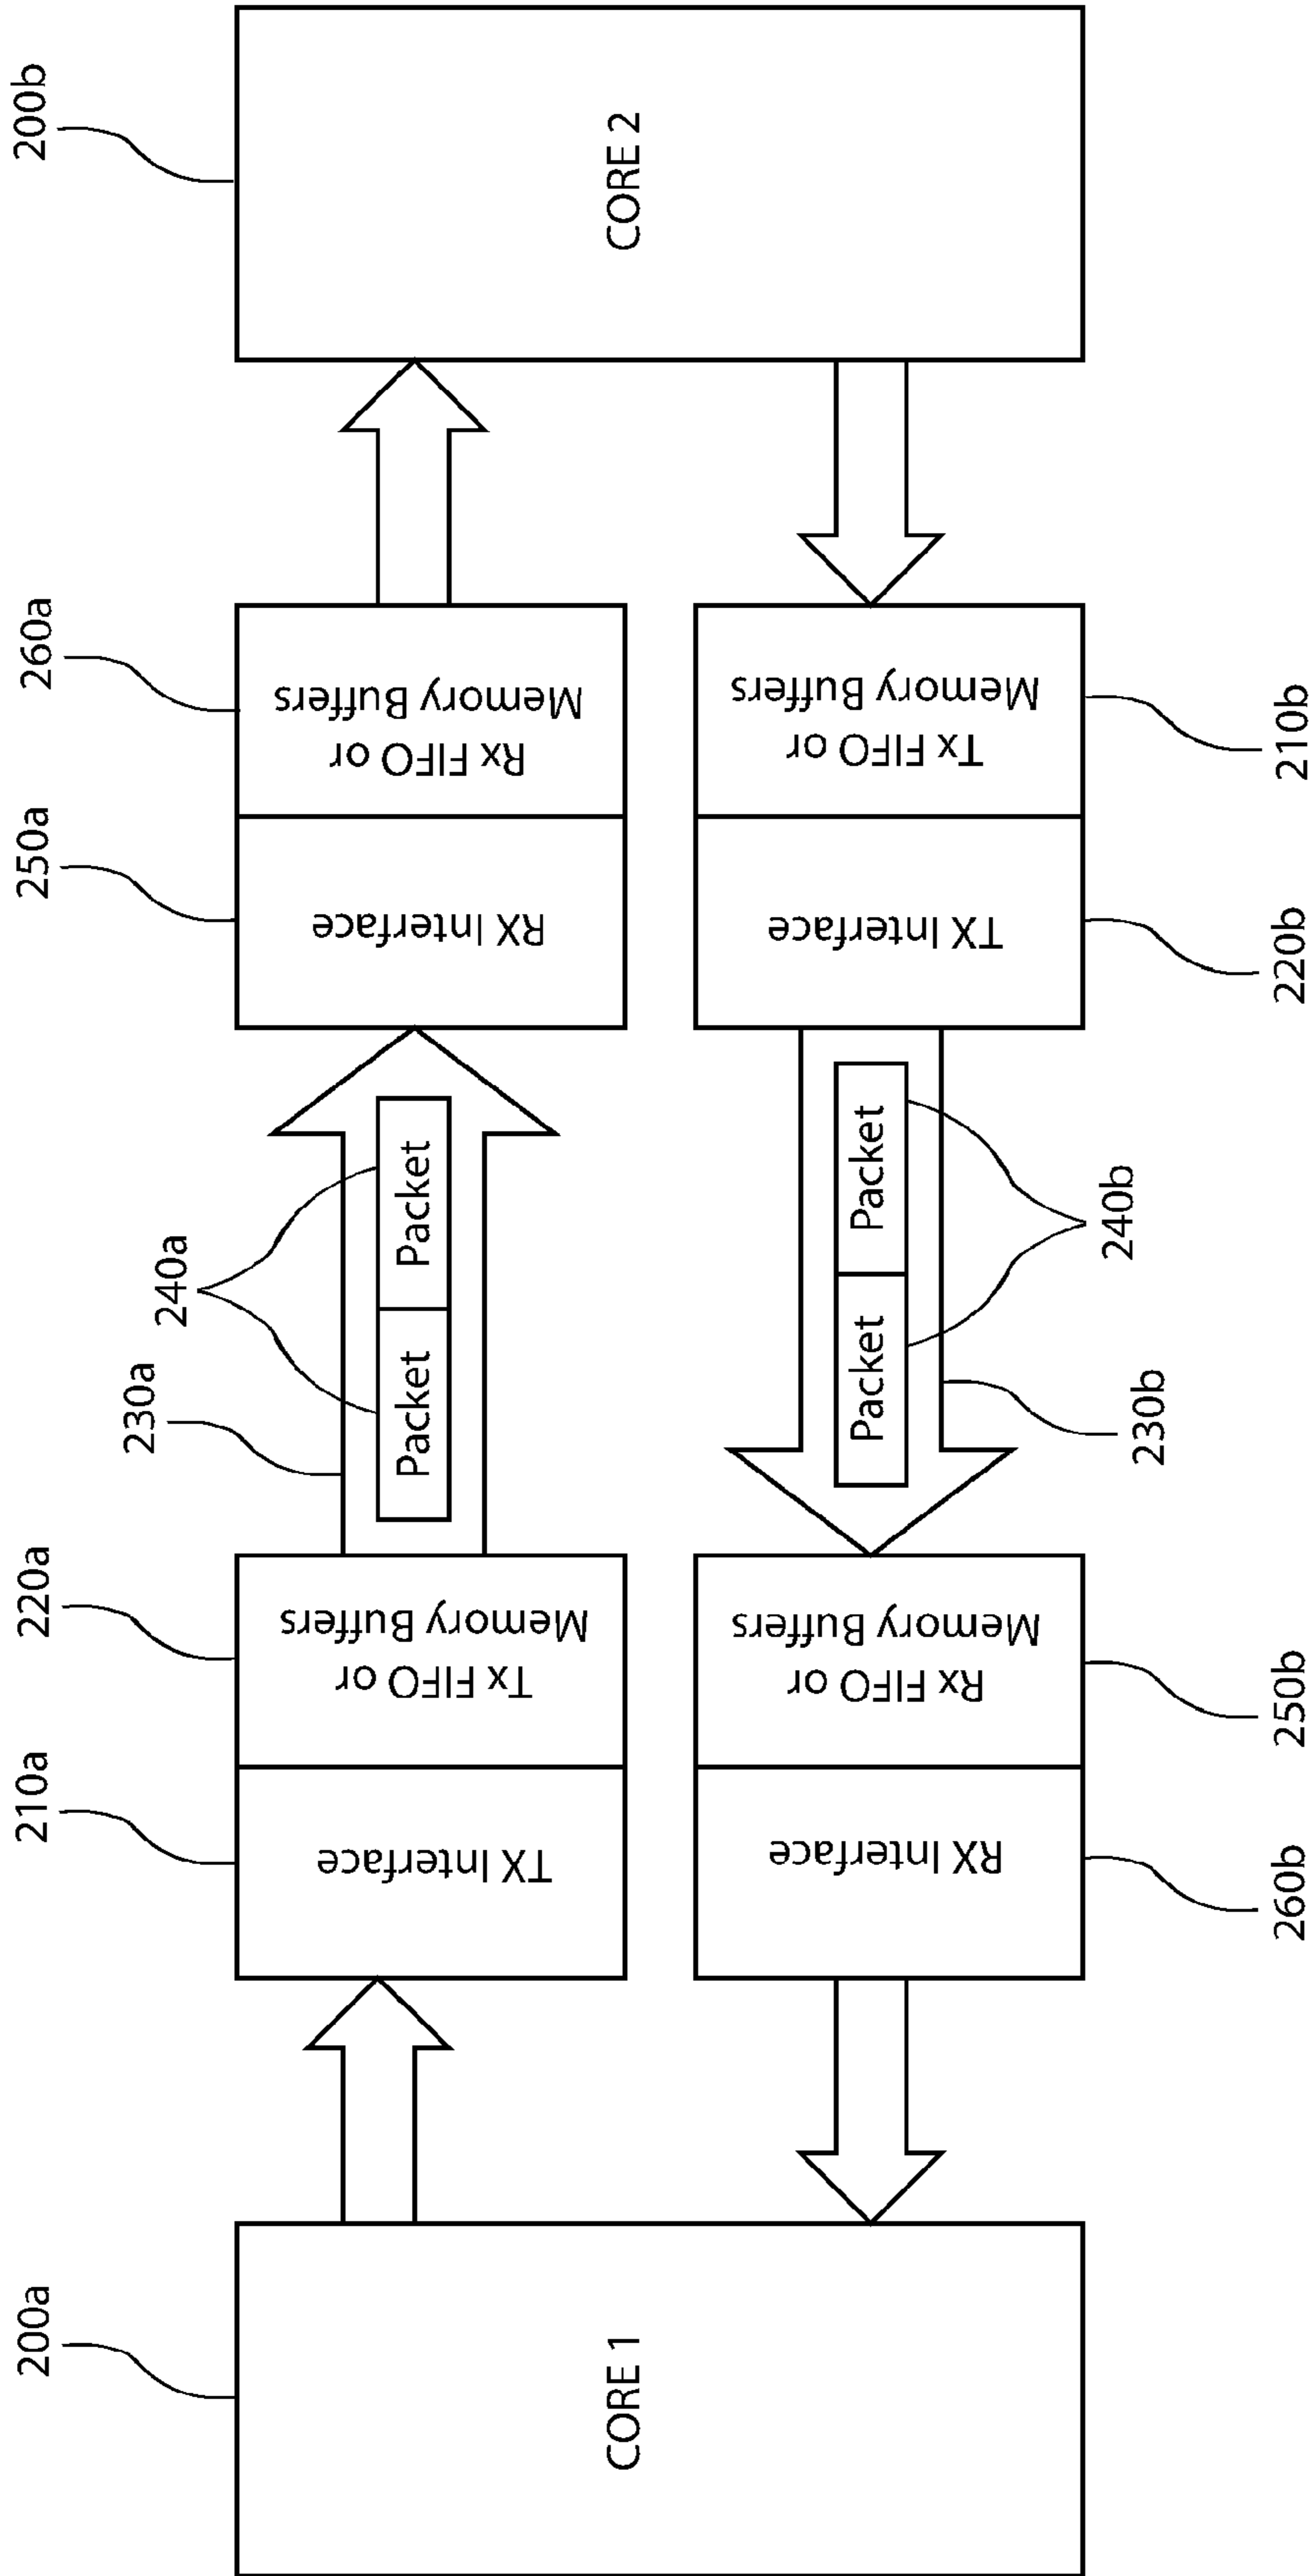 200a
210a
220a
230a
240a
250a
260a
200b
CORE 1
TX Interface
Tx FIFO or
Memory Buffers
Packet
Packet
RX Interface
Rx FIFO or
Memory Buffers
CORE 2
RX Interface
Rx FIFO or
Memory Buffers
Packet
Packet
TX Interface
Tx FIFO or
Memory Buffers
260b
250b
230b
240b
220b
210b